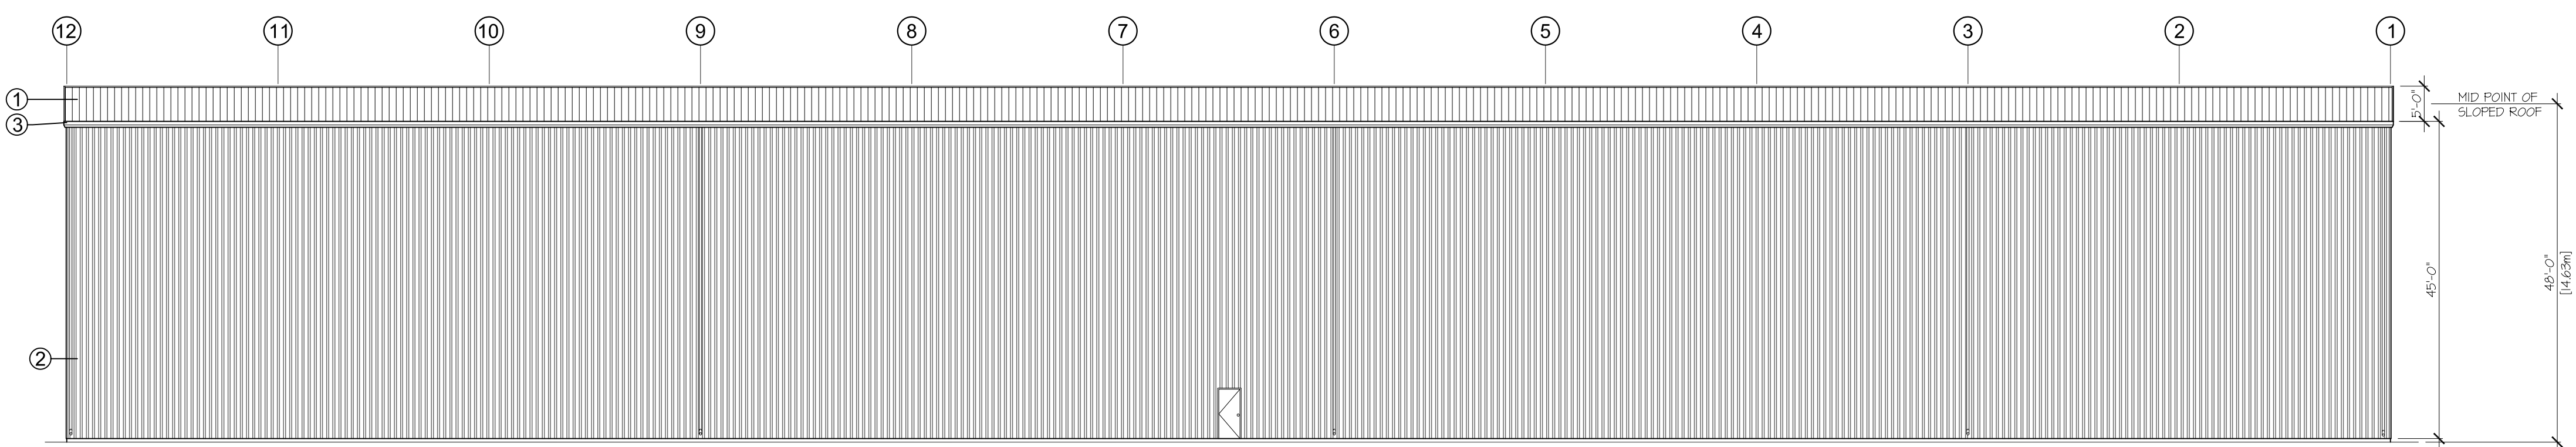 12 11 10 9 8 7 6 5 4 3 2 1
1
3
2
5'-0"
MID POINT OF
SLOPED ROOF
45'-0"
48'-0"
[14.63m]